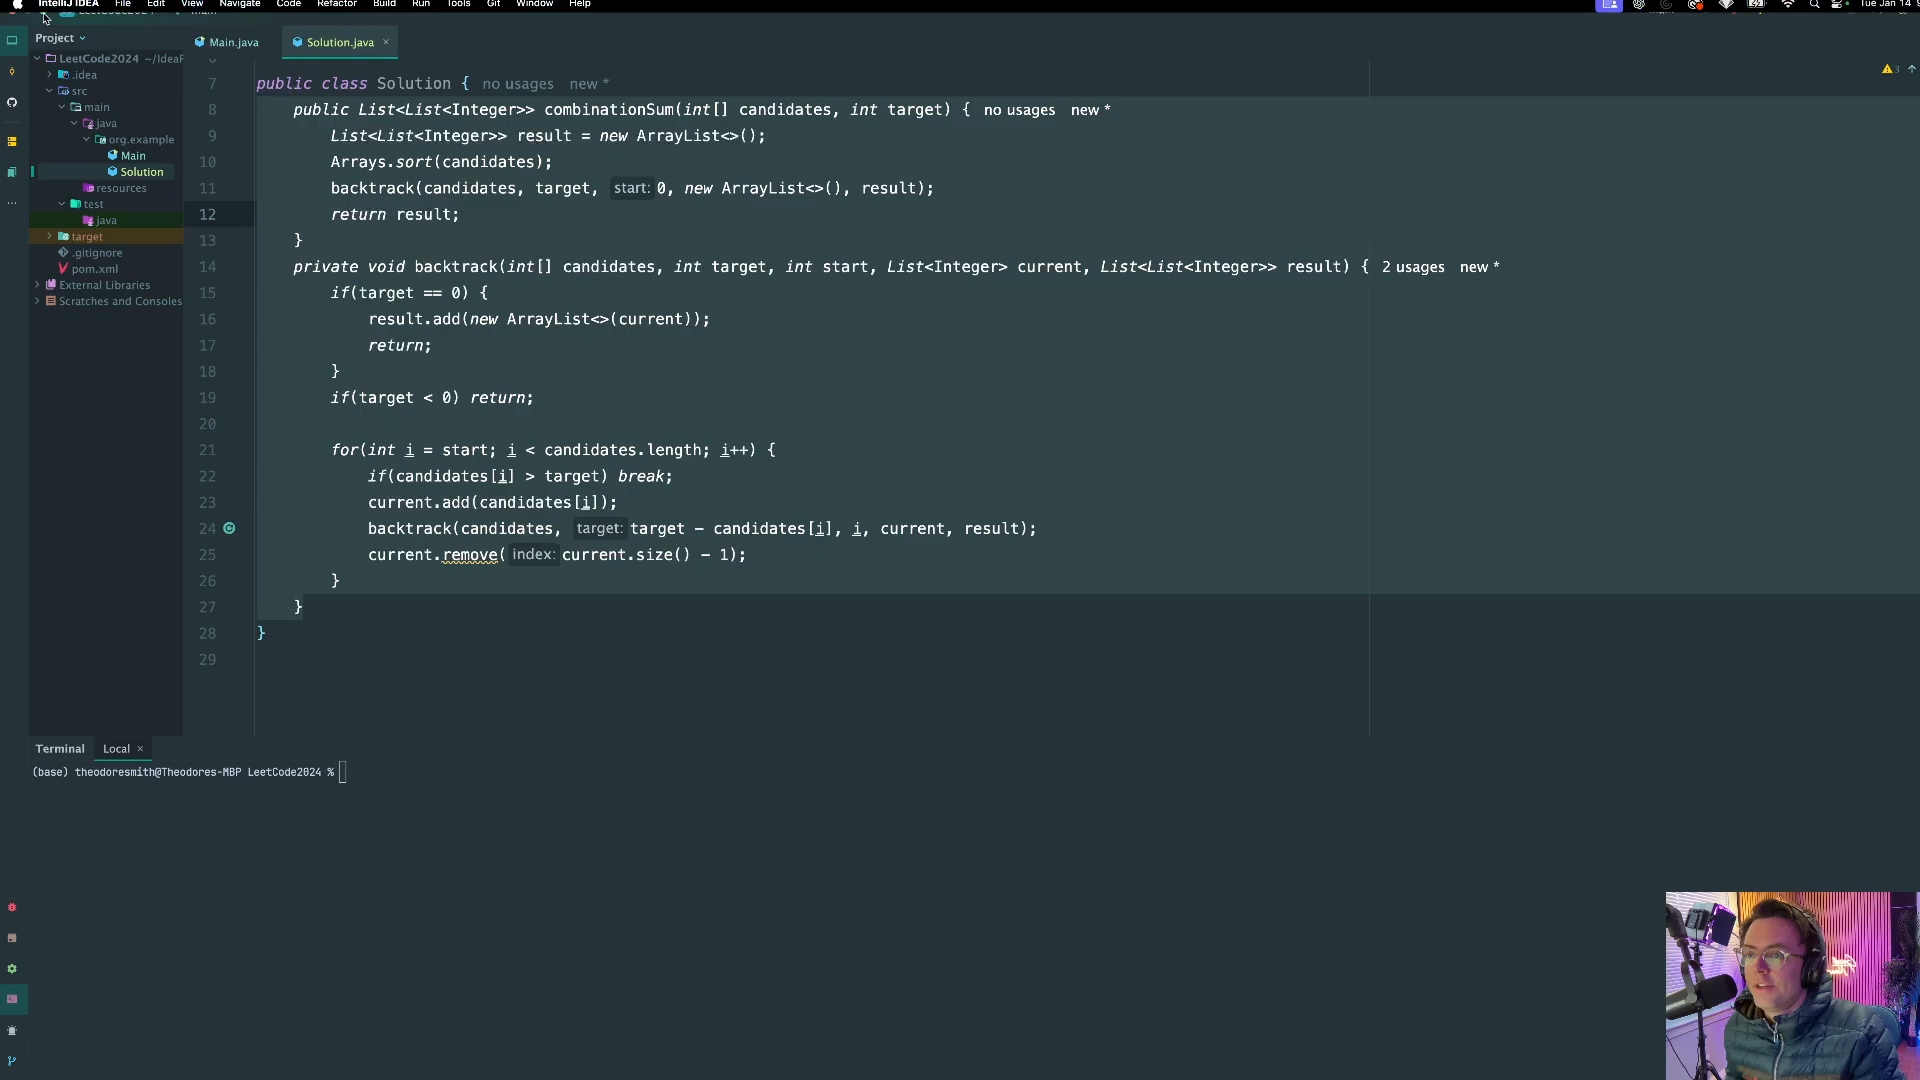 IntelliJ IDEA File Edit View Navigate Code Refactor Build Run Tools Git Window Help Tue Jan 14
Project
Main.java
Solution.java ×
LeetCode2024
.idea
src
main
java
org.example
Main
Solution
resources
test
java
target
.gitignore
pom.xml
External Libraries
Scratches and Consoles
3
7 public class Solution { no usages new *
8 public List<List<Integer>> combinationSum(int[] candidates, int target) { no usages new *
9 List<List<Integer>> result = new ArrayList<>();
10 Arrays.sort(candidates);
11 backtrack(candidates, target, start: 0, new ArrayList<>(), result);
12 return result;
13 }
14 private void backtrack(int[] candidates, int target, int start, List<Integer> current, List<List<Integer>> result) { 2 usages new *
15 if(target == 0) {
16 result.add(new ArrayList<>(current));
17 return;
18 }
19 if(target < 0) return;
20
21 for(int i = start; i < candidates.length; i++) {
22 if(candidates[i] > target) break;
23 current.add(candidates[i]);
24 backtrack(candidates, target: target - candidates[i], i, current, result);
25 current.remove( index: current.size() - 1);
26 }
27 }
28 }
29
Terminal Local ×
(base) theodoresmith@Theodores-MBP LeetCode2024 %